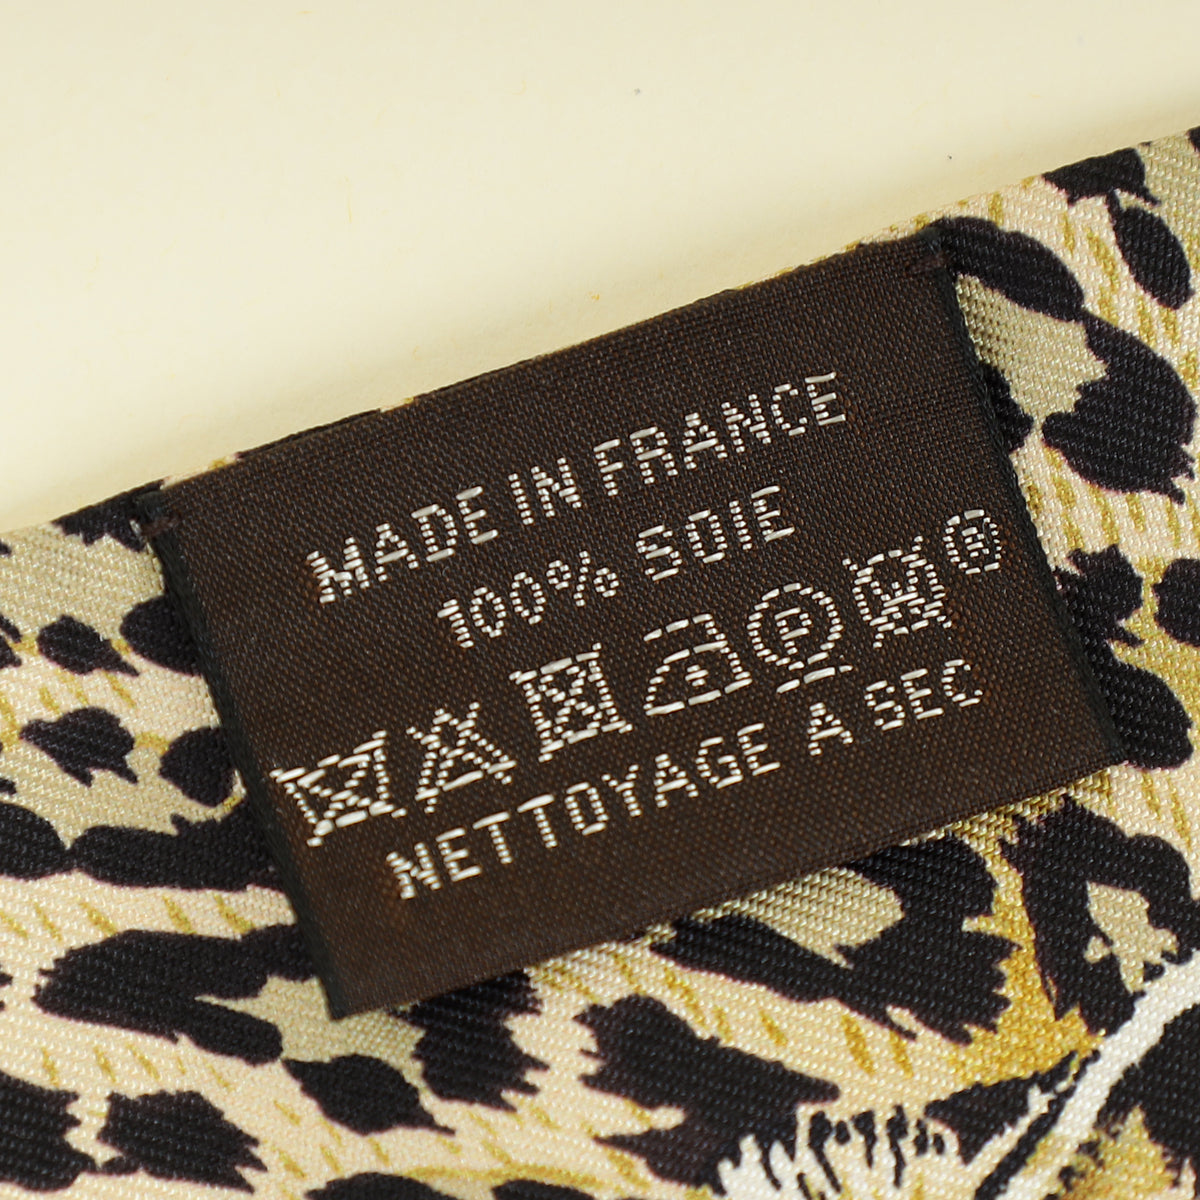 MADE IN FRANCE
100% SOIE
P W ®
NETTOYAGE A SEC